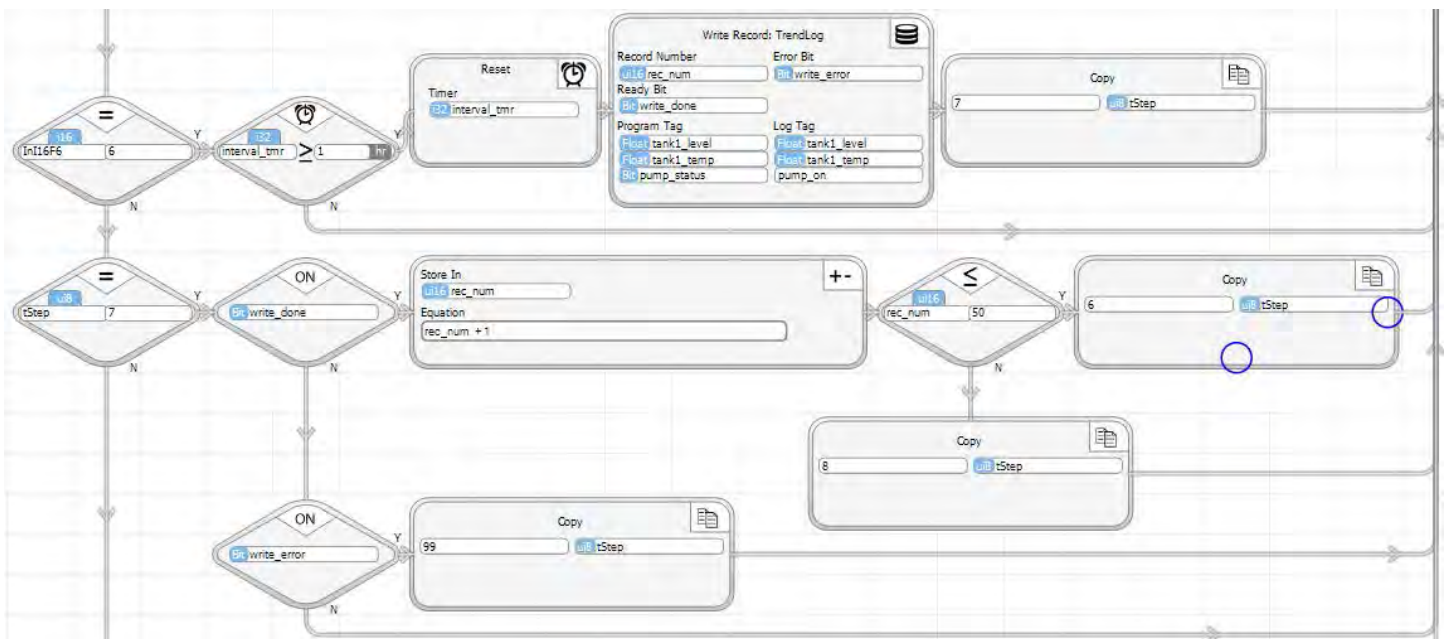 Reset
Timer
i32 interval_tmr
Write Record: TrendLog
Record Number
ui16 rec_num
Error Bit
Bit write_error
Ready Bit
Bit write_done
Program Tag
Float tank1_level
Float tank1_temp
Bit pump_status
Log Tag
Float tank1_level
Float tank1_temp
pump_on
Copy
7
ui8 tStep
=
i16
InI16F6
6
Y
N
i32
interval_tmr
≥
1
hr
Y
N
=
ui8
tStep
7
Y
N
ON
Bit write_done
Y
N
Store In
ui16 rec_num
Equation
rec_num + 1
+-
≤
ui16
rec_num
50
Y
N
Copy
6
ui8 tStep
Copy
8
ui8 tStep
ON
Bit write_error
Y
N
Copy
99
ui8 tStep